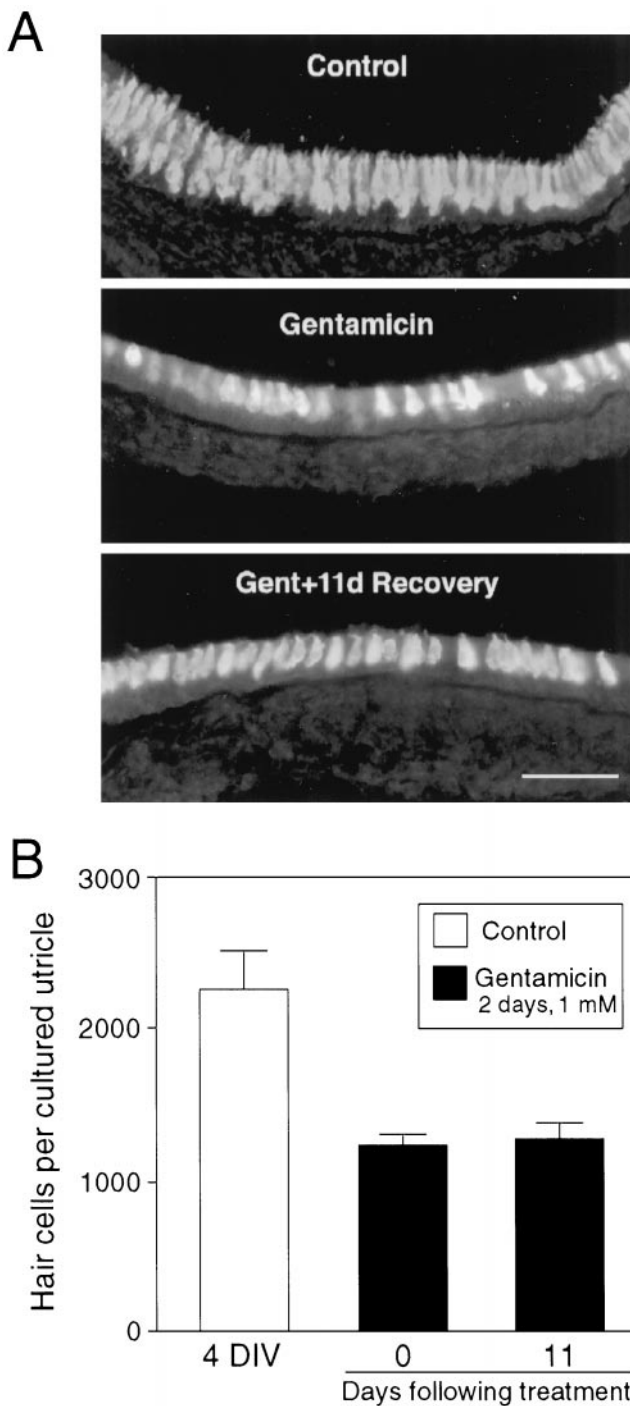 A
Control
Gentamicin
Gent+11d Recovery
B
Hair cells per cultured utricle
3000
2000
1000
0
Control
Gentamicin
2 days, 1 mM
4 DIV
0
11
Days following treatment